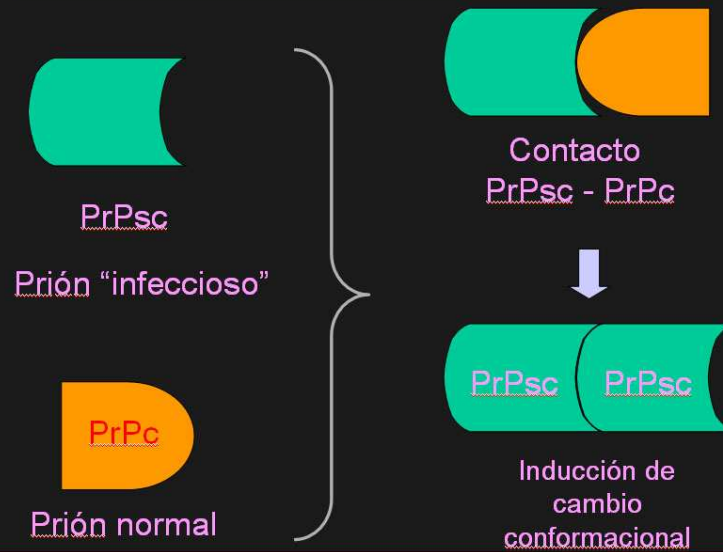 PrPsc
Prión “infeccioso”
PrPc
Prión normal
Contacto
PrPsc - PrPc
PrPsc
PrPsc
Inducción de
cambio
conformacional